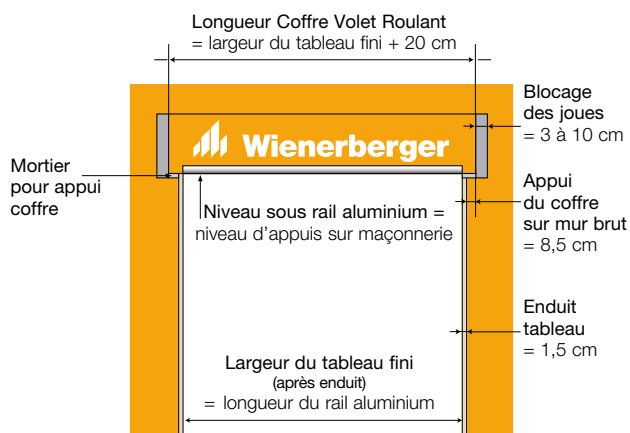 Longueur Coffre Volet Roulant
= largeur du tableau fini + 20 cm
Blocage
des joues
= 3 à 10 cm
Wienerberger
Mortier
pour appui
coffre
Appui
du coffre
sur mur brut
= 8,5 cm
Niveau sous rail aluminium =
niveau d'appuis sur maçonnerie
Enduit
tableau
= 1,5 cm
Largeur du tableau fini
(après enduit)
= longueur du rail aluminium